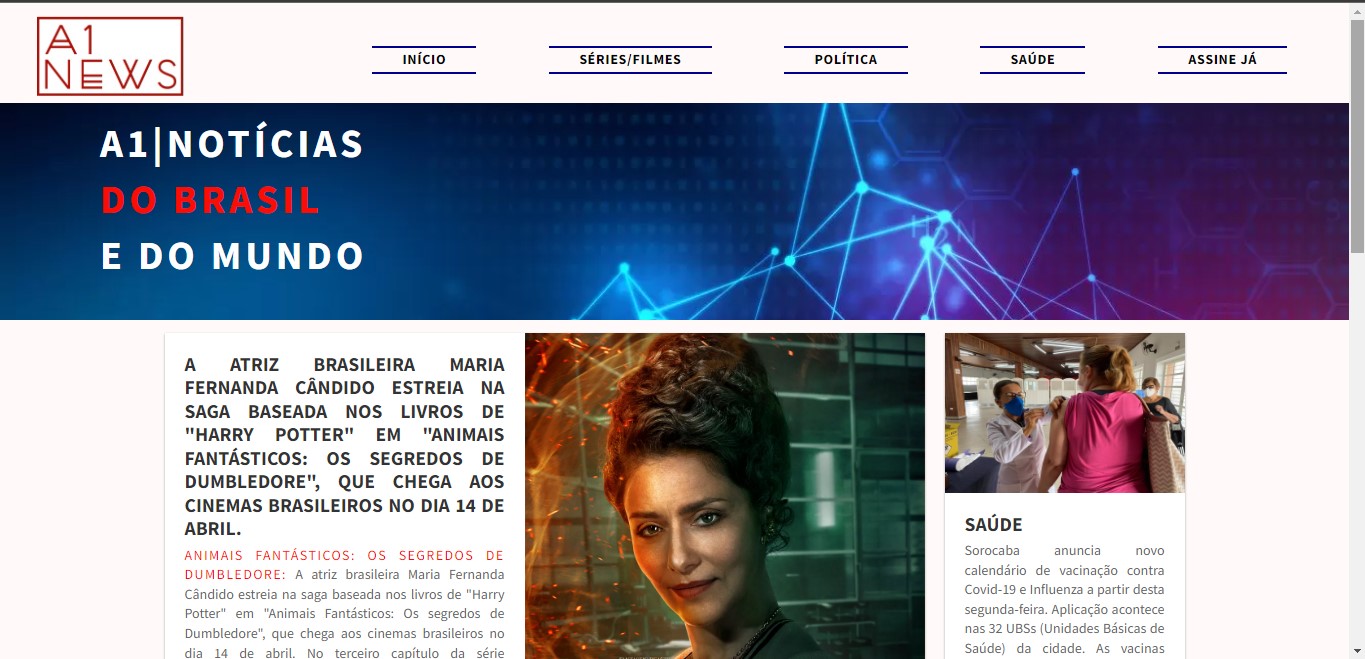 A1
NEWS
INÍCIO
SÉRIES/FILMES
POLÍTICA
SAÚDE
ASSINE JÁ
A1|NOTÍCIAS
DO BRASIL
E DO MUNDO
A ATRIZ BRASILEIRA MARIA
FERNANDA CÂNDIDO ESTREIA NA
SAGA BASEADA NOS LIVROS DE
"HARRY POTTER" EM "ANIMAIS
FANTÁSTICOS: OS SEGREDOS DE
DUMBLEDORE", QUE CHEGA AOS
CINEMAS BRASILEIROS NO DIA 14 DE
ABRIL.
ANIMAIS FANTÁSTICOS: OS SEGREDOS DE
DUMBLEDORE: A atriz brasileira Maria Fernanda
Cândido estreia na saga baseada nos livros de "Harry
Potter" em "Animais Fantásticos: Os segredos de
Dumbledore", que chega aos cinemas brasileiros no
dia 14 de abril. No terceiro capítulo da série
SAÚDE
Sorocaba anuncia novo
calendário de vacinação contra
Covid-19 e Influenza a partir desta
segunda-feira. Aplicação acontece
nas 32 UBSs (Unidades Básicas de
Saúde) da cidade. As vacinas